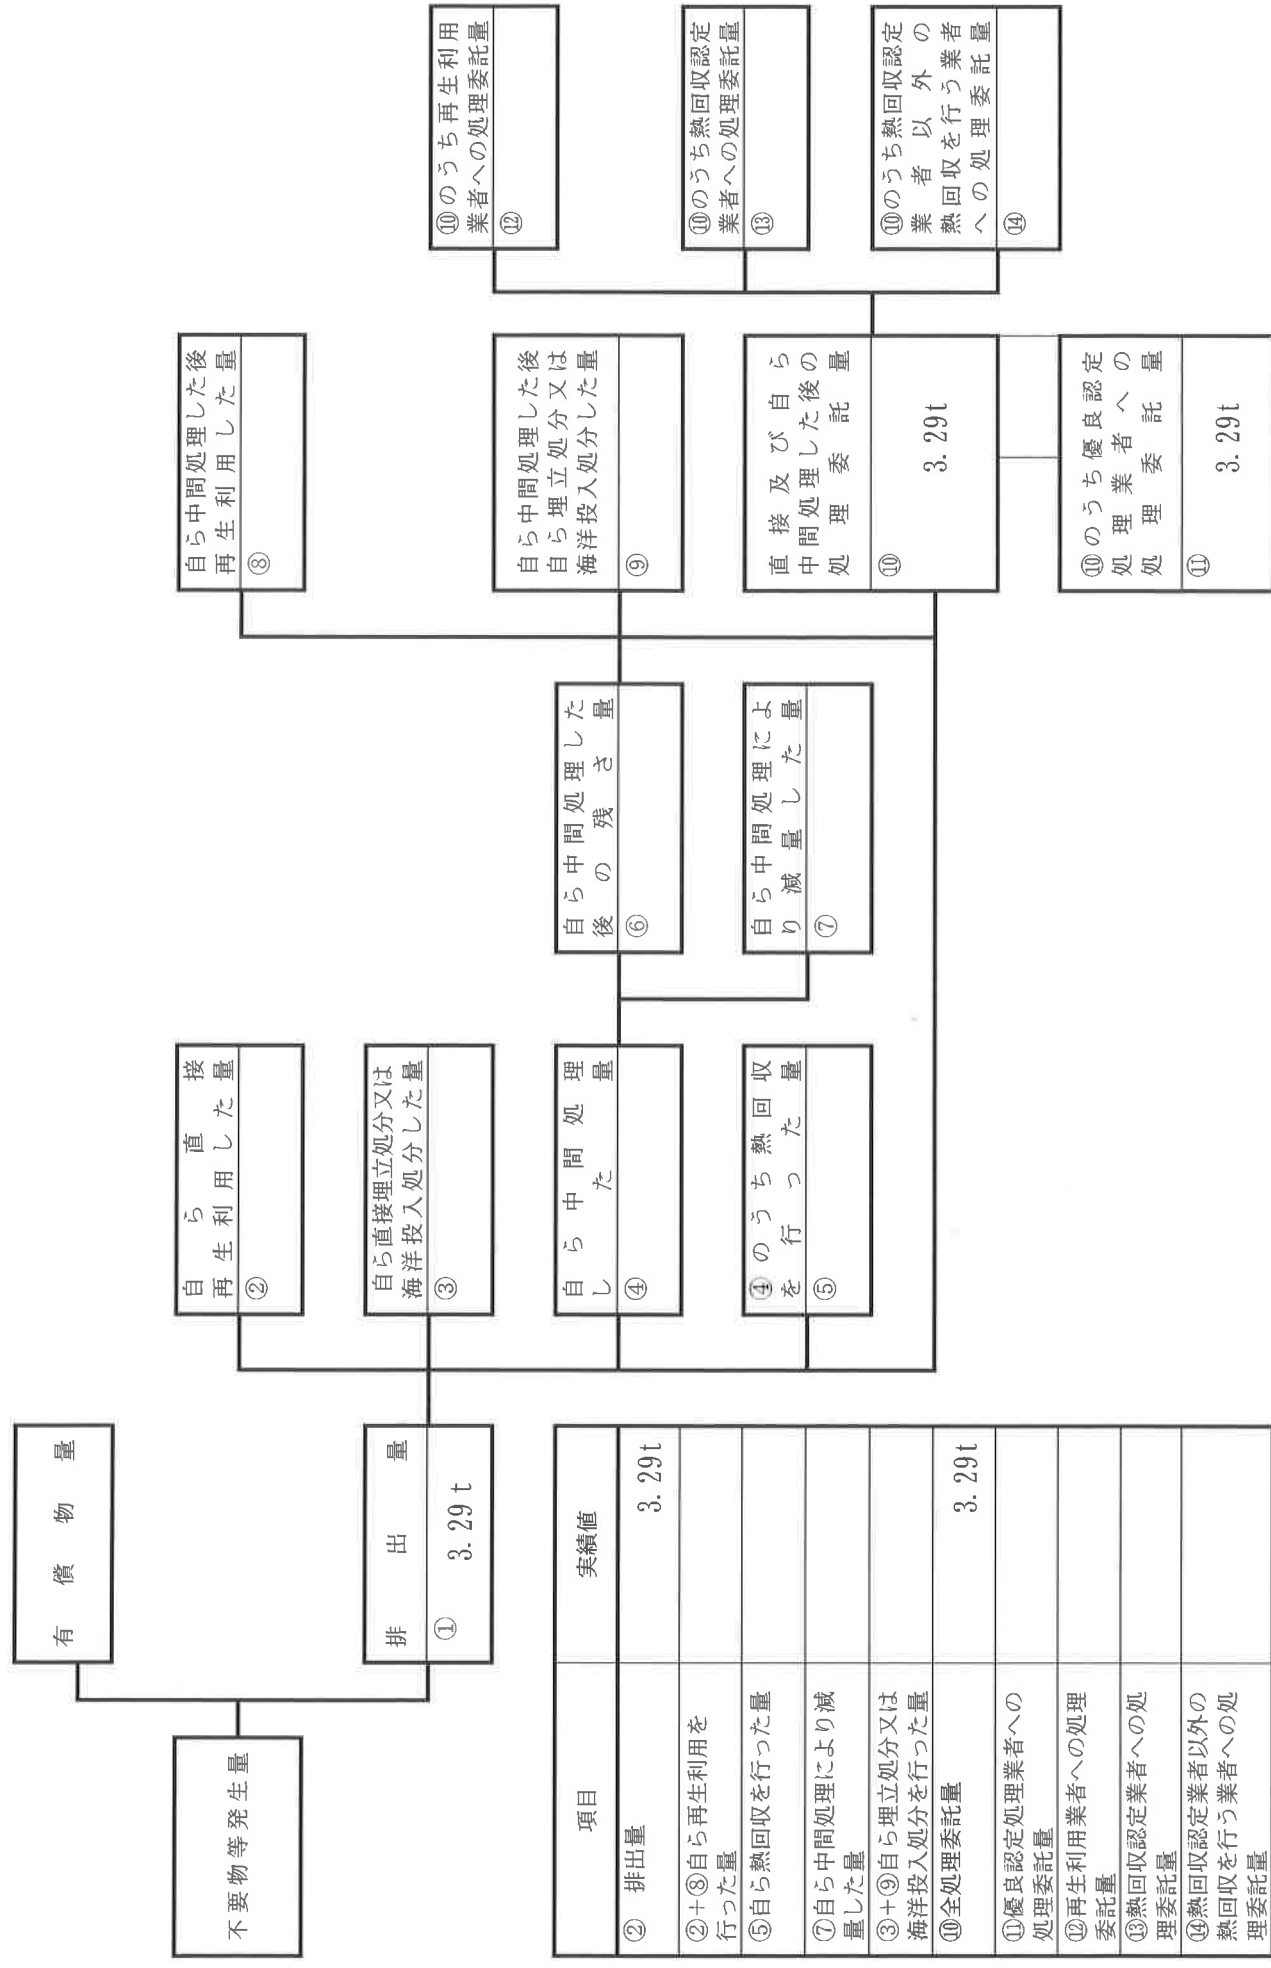 不要物等発生量
有償物量
排出量
① 3.29 t
自ら直接
再生利用した量
②
自ら直接埋立処分又は
海洋投入処分した量
③
自ら中間処理
した量
④
④のうち熱回収
を行った量
⑤
自ら中間処理した
後の残さ量
⑥
自ら中間処理によ
り減量した量
⑦
自ら中間処理した後
再生利用した量
⑧
自ら中間処理した後
自ら埋立処分又は
海洋投入処分した量
⑨
直接及び自ら
中間処理した後の
処理委託量
⑩ 3.29t
⑩のうち優良認定
処理業者への
処理委託量
⑪ 3.29t
⑩のうち再生利用
業者への処理委託量
⑫
⑩のうち熱回収認定
業者への処理委託量
⑬
⑩のうち熱回収認定
業者以外の
熱回収を行う業者
への処理委託量
⑭
項目 実績値
② 排出量 3.29t
②+⑧自ら再生利用を
行った量
⑤自ら熱回収を行った量
⑦自ら中間処理により減
量した量
③+⑨自ら埋立処分又は
海洋投入処分を行った量
⑩全処理委託量 3.29t
⑪優良認定処理業者への
処理委託量
⑫再生利用業者への処理
委託量
⑬熱回収認定業者への処
理委託量
⑭熱回収認定業者以外の
熱回収を行う業者への処
理委託量